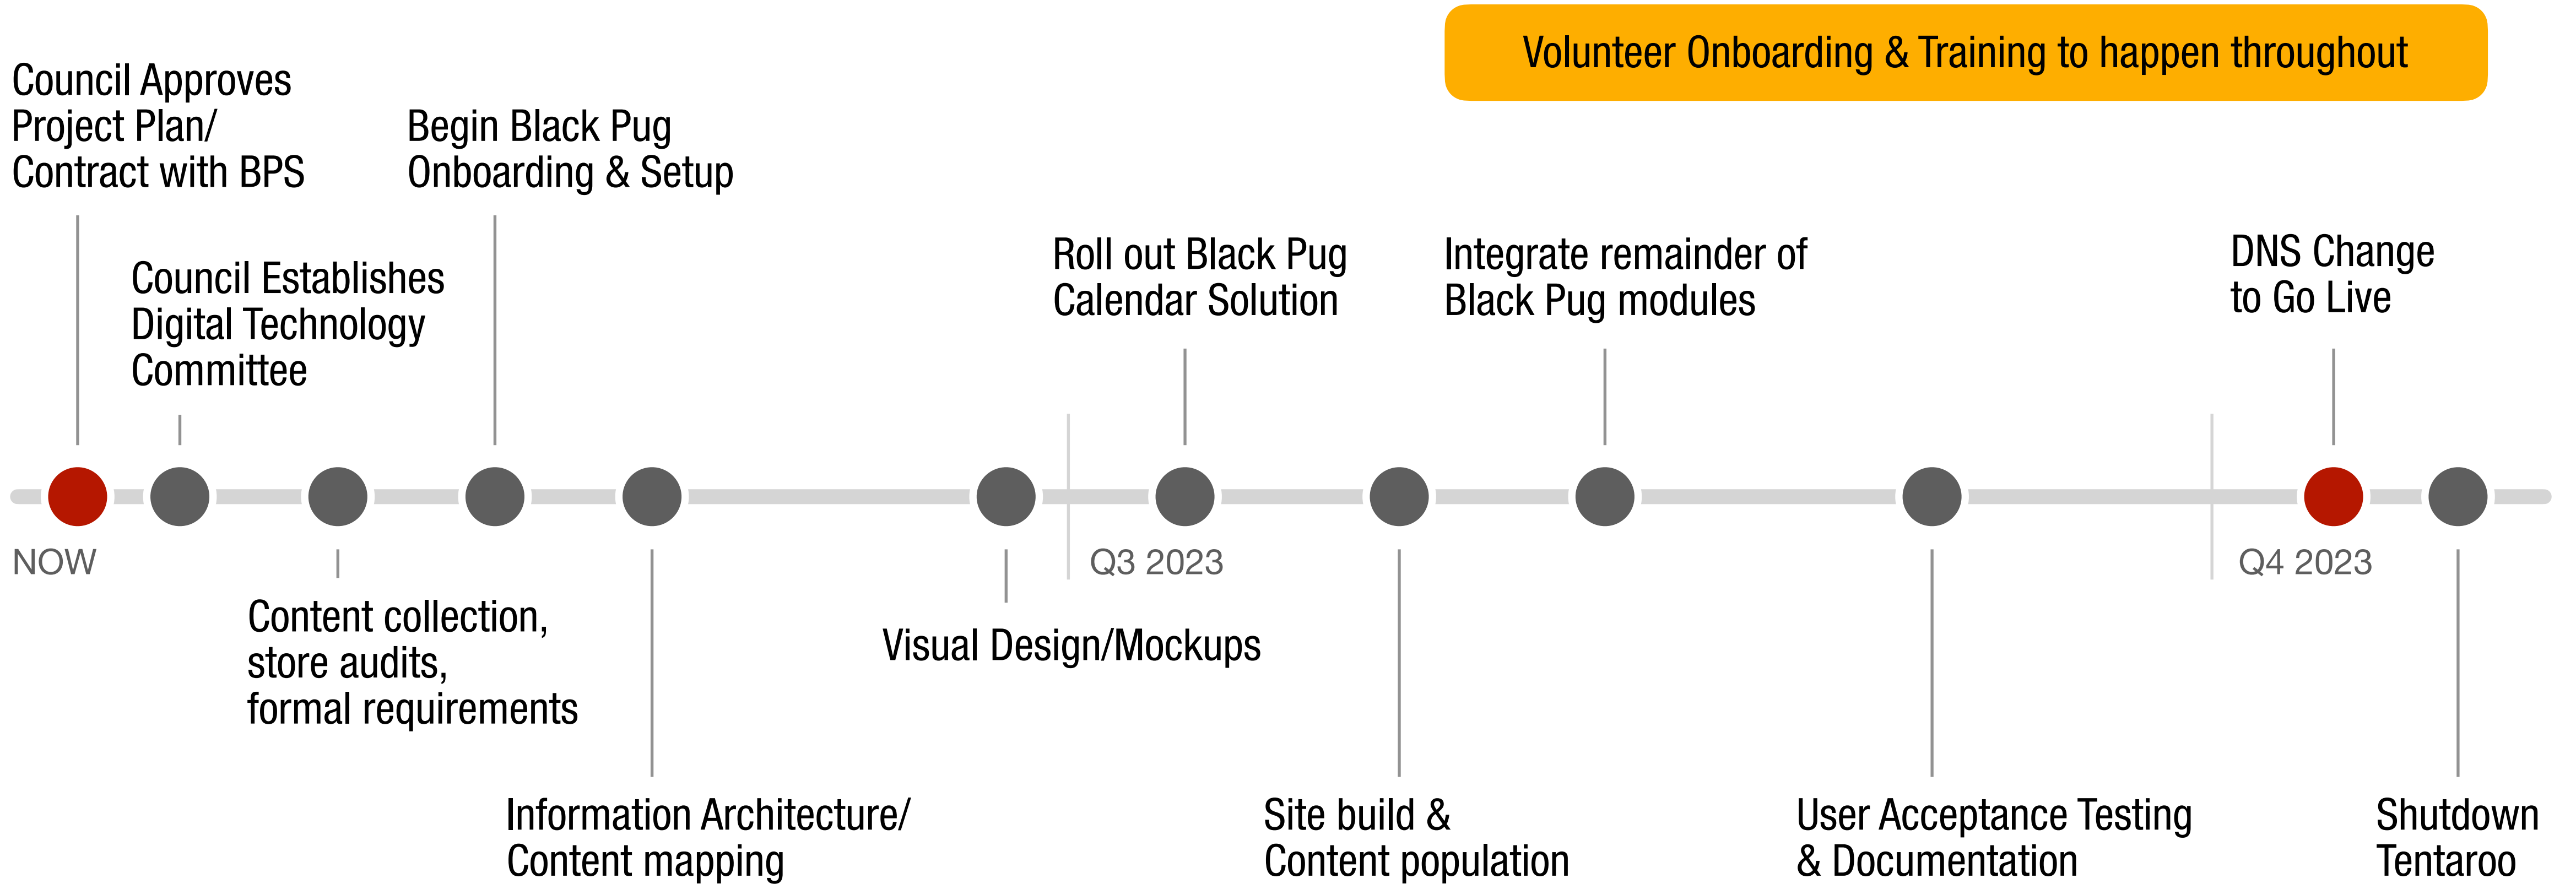 Volunteer Onboarding & Training to happen throughout
Council Approves
Project Plan/
Contract with BPS
Begin Black Pug
Onboarding & Setup
Council Establishes
Digital Technology
Committee
Roll out Black Pug
Calendar Solution
Integrate remainder of
Black Pug modules
DNS Change
to Go Live
NOW
Q3 2023
Q4 2023
Content collection,
store audits,
formal requirements
Visual Design/Mockups
Information Architecture/
Content mapping
Site build &
Content population
User Acceptance Testing
& Documentation
Shutdown
Tentaroo